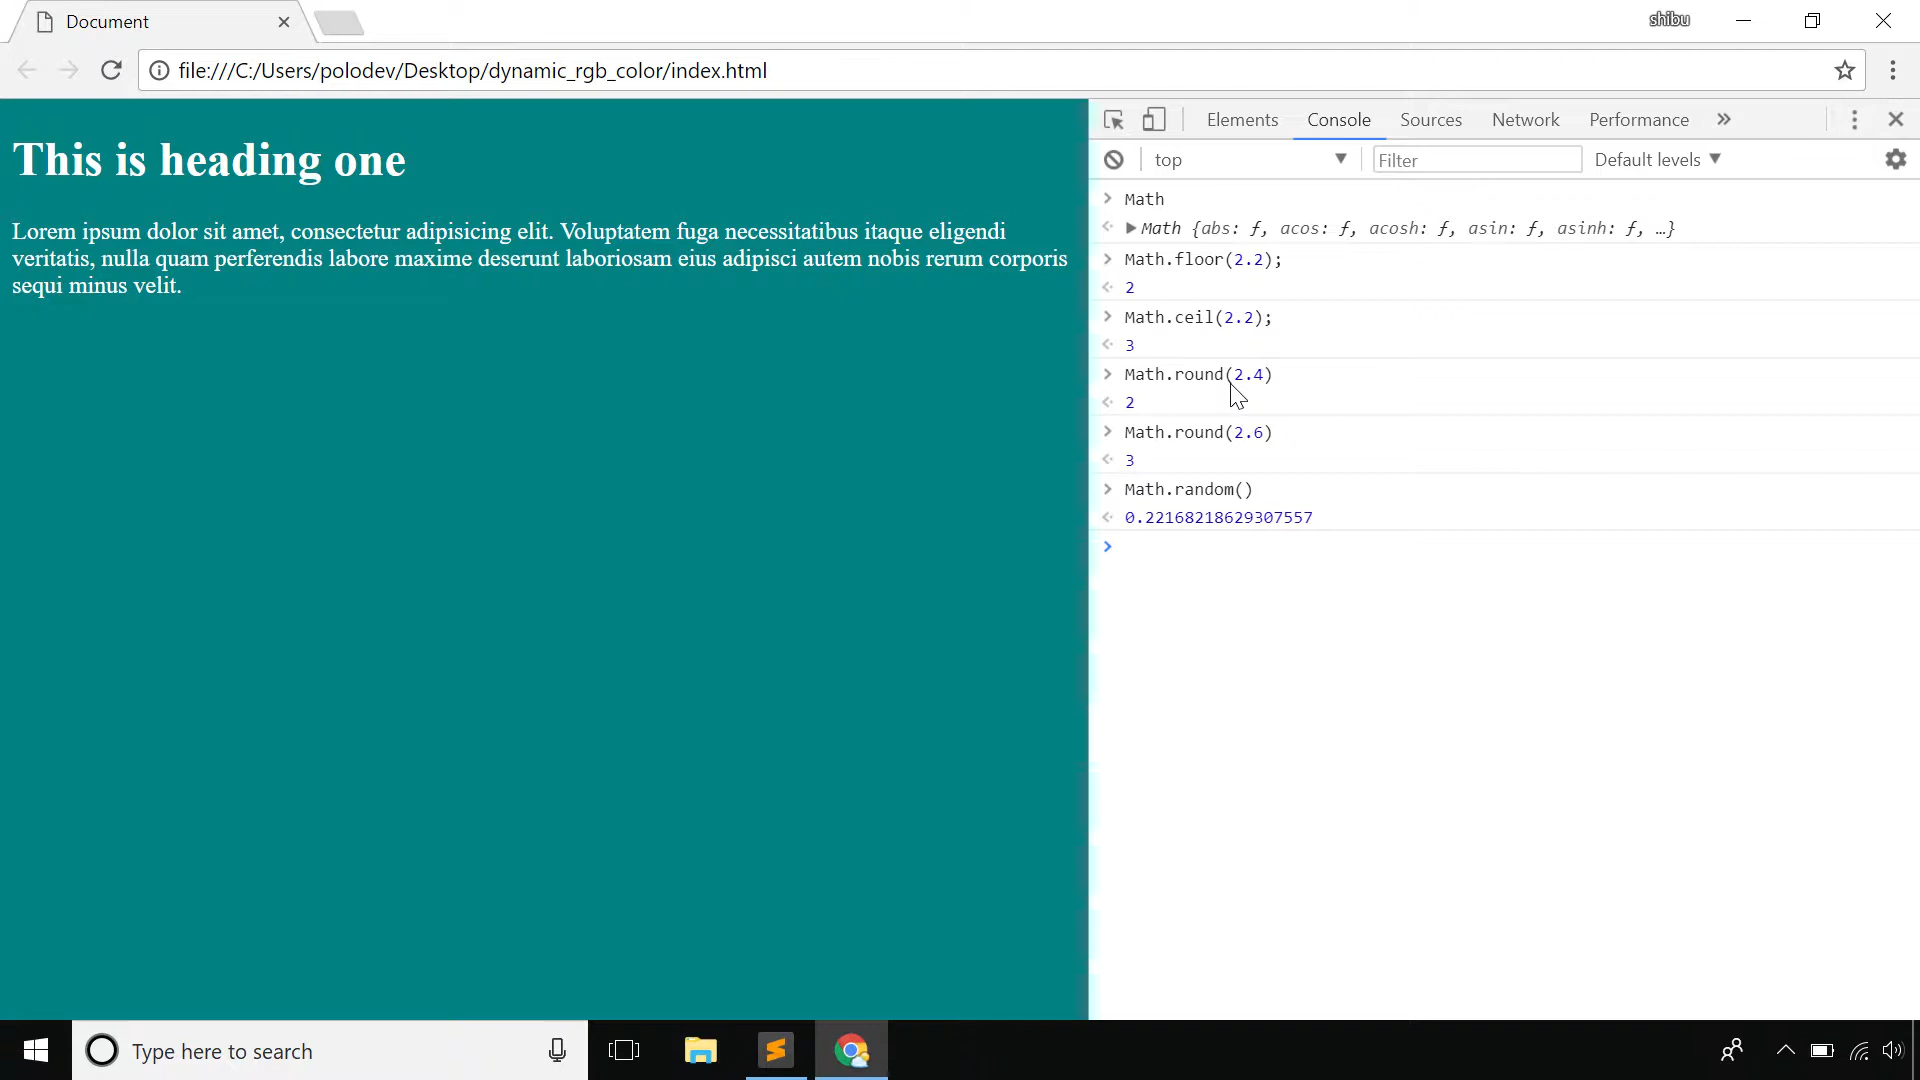 Document
shibu
file:///C:/Users/polodev/Desktop/dynamic_rgb_color/index.html
This is heading one
Lorem ipsum dolor sit amet, consectetur adipisicing elit. Voluptatem fuga necessitatibus itaque eligendi
veritatis, nulla quam perferendis labore maxime deserunt laboriosam eius adipisci autem nobis rerum corporis
sequi minus velit.
Elements Console Sources Network Performance »
top Filter Default levels
Math
Math {abs: ƒ, acos: ƒ, acosh: ƒ, asin: ƒ, asinh: ƒ, …}
Math.floor(2.2);
2
Math.ceil(2.2);
3
Math.round(2.4)
2
Math.round(2.6)
3
Math.random()
0.22168218629307557
Type here to search